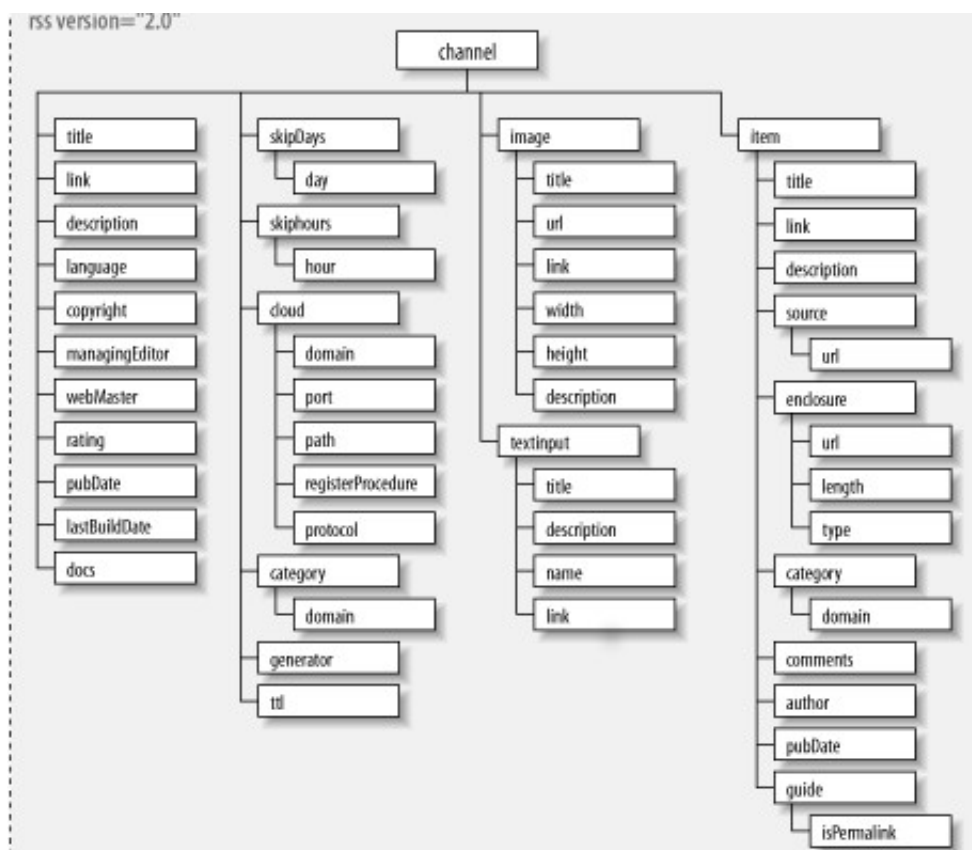 rss version="2.0"
channel
title
link
description
language
copyright
managingEditor
webMaster
rating
pubDate
lastBuildDate
docs
skipDays
day
skiphours
hour
cloud
domain
port
path
registerProcedure
protocol
category
domain
generator
ttl
image
title
url
link
width
height
description
textinput
title
description
name
link
item
title
link
description
source
url
enclosure
url
length
type
category
domain
comments
author
pubDate
guide
isPermalink